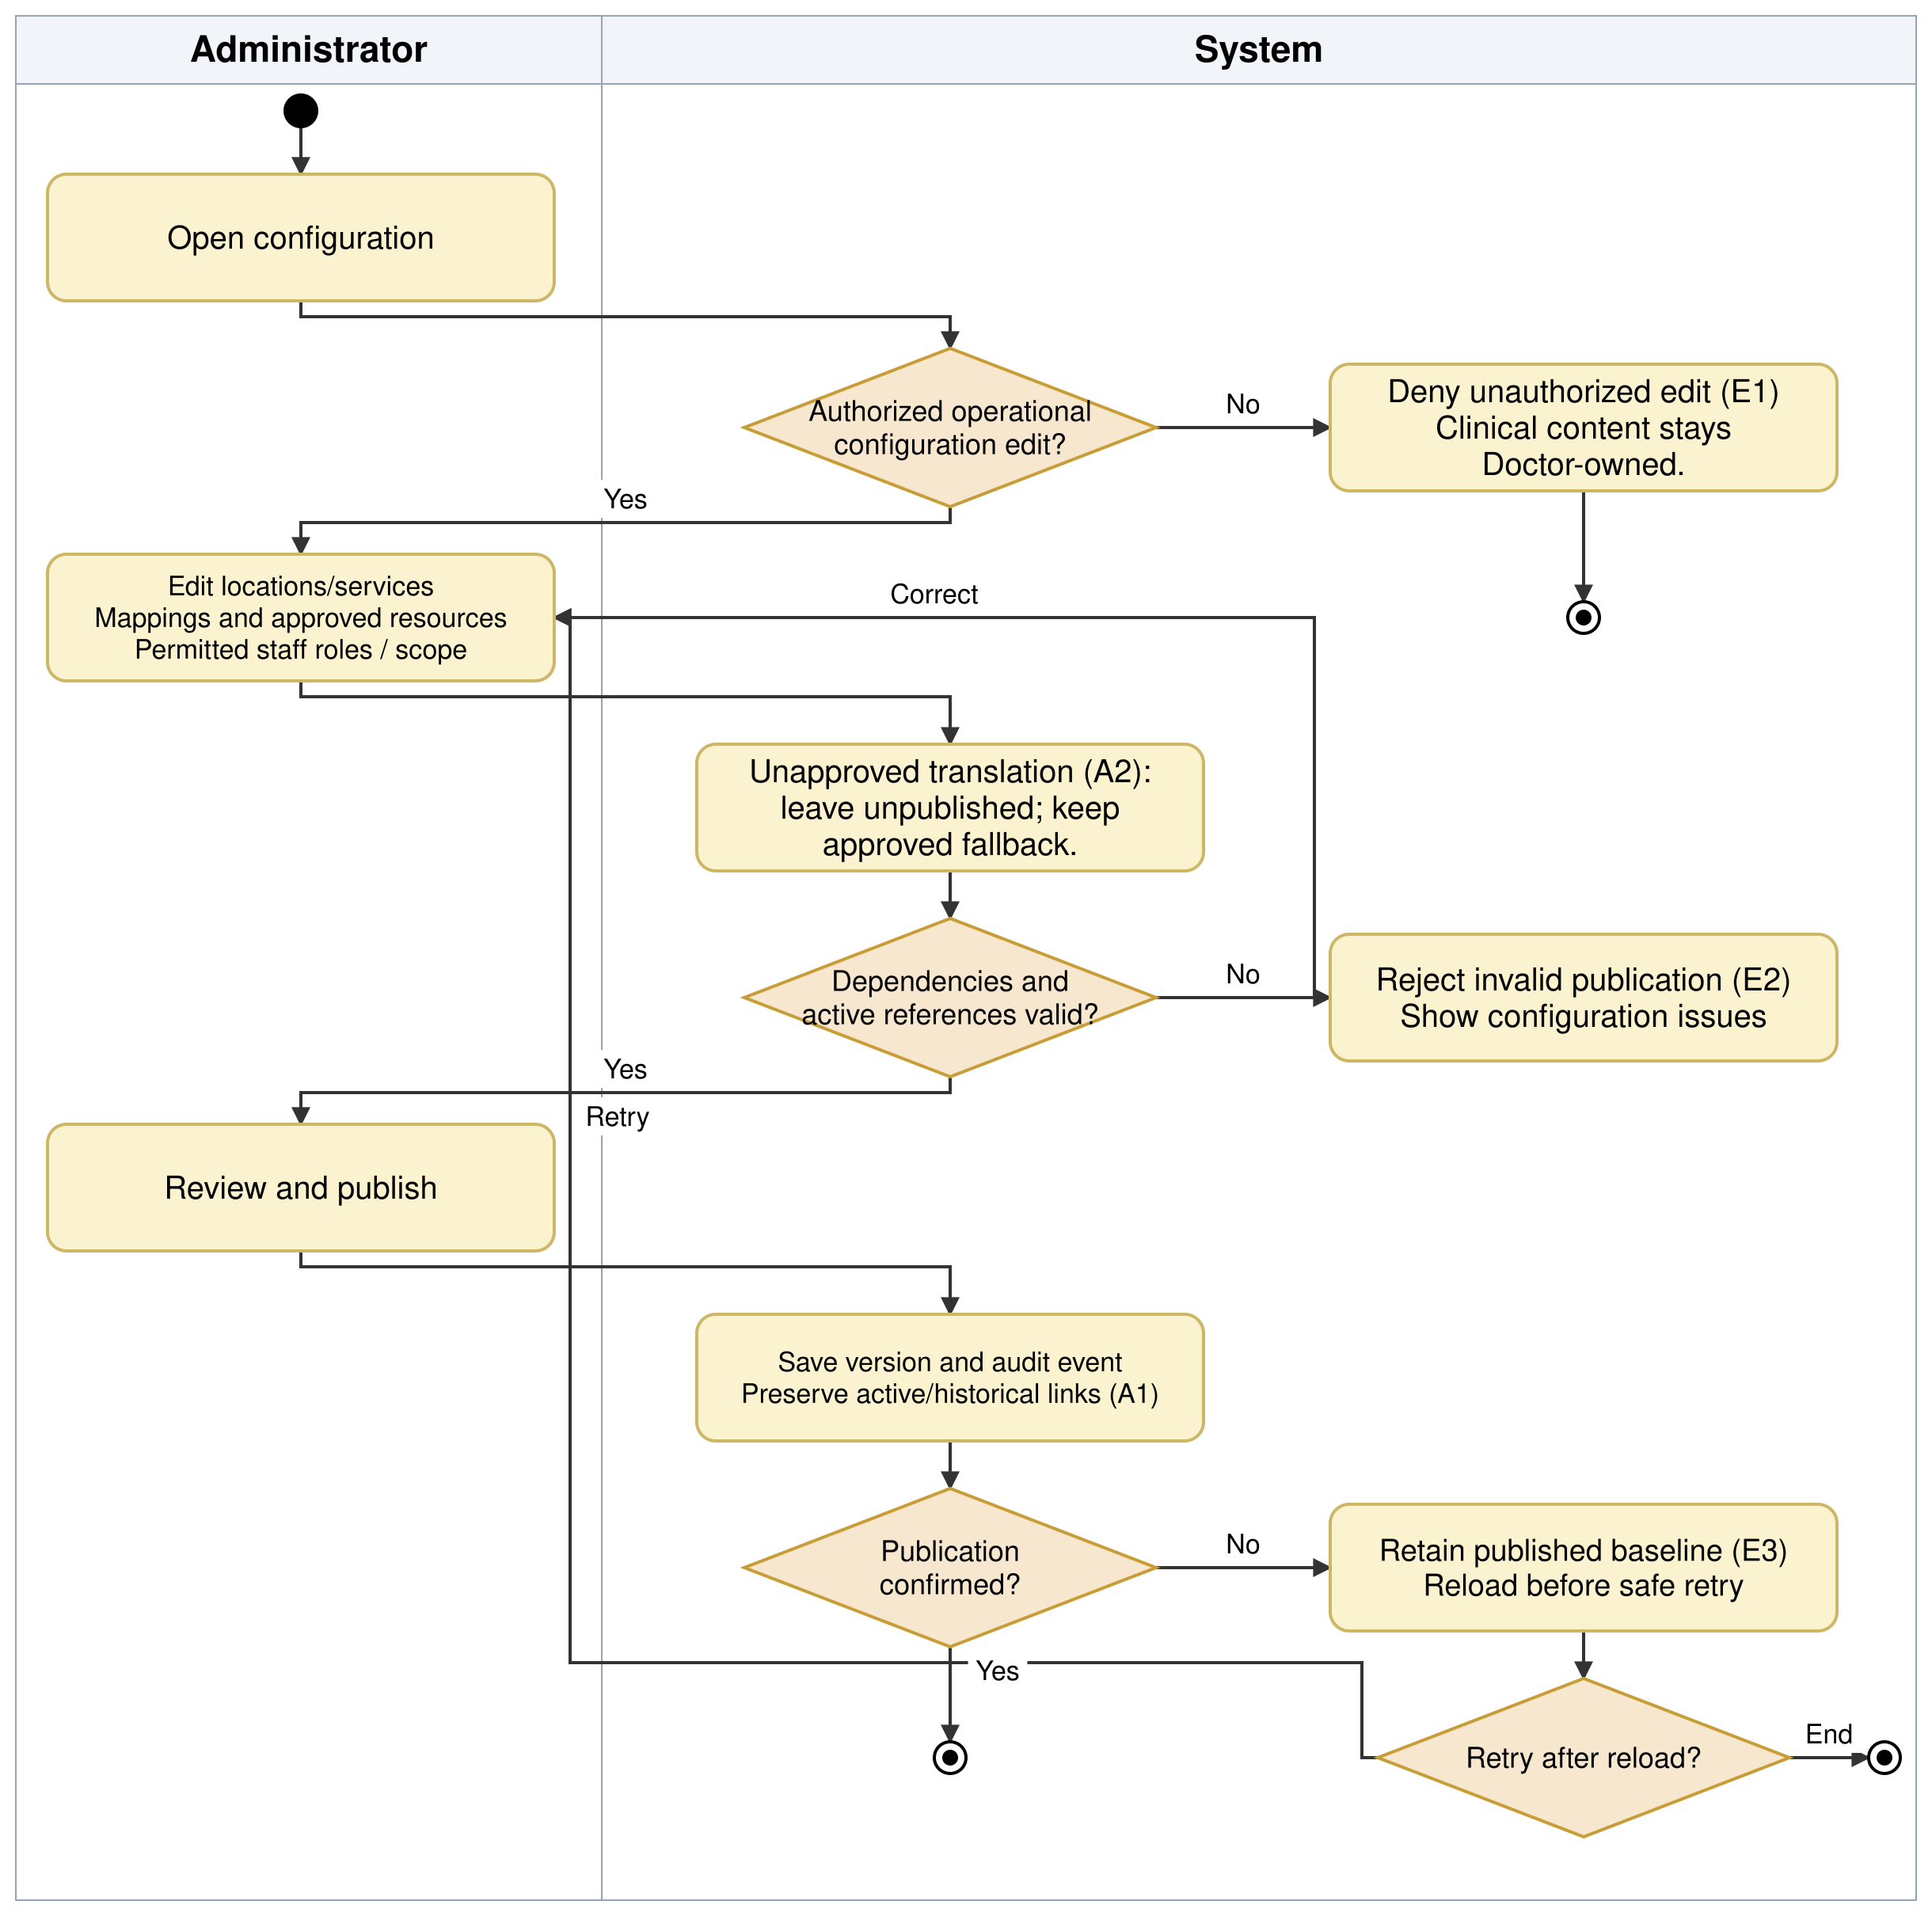 Administrator
System
Open configuration
Authorized operational
configuration edit?
No
Deny unauthorized edit (E1)
Clinical content stays
Doctor-owned.
Yes
Edit locations/services
Mappings and approved resources
Permitted staff roles / scope
Correct
Unapproved translation (A2):
leave unpublished; keep
approved fallback.
Dependencies and
active references valid?
No
Reject invalid publication (E2)
Show configuration issues
Yes
Retry
Review and publish
Save version and audit event
Preserve active/historical links (A1)
Publication
confirmed?
No
Retain published baseline (E3)
Reload before safe retry
Yes
Retry after reload?
End